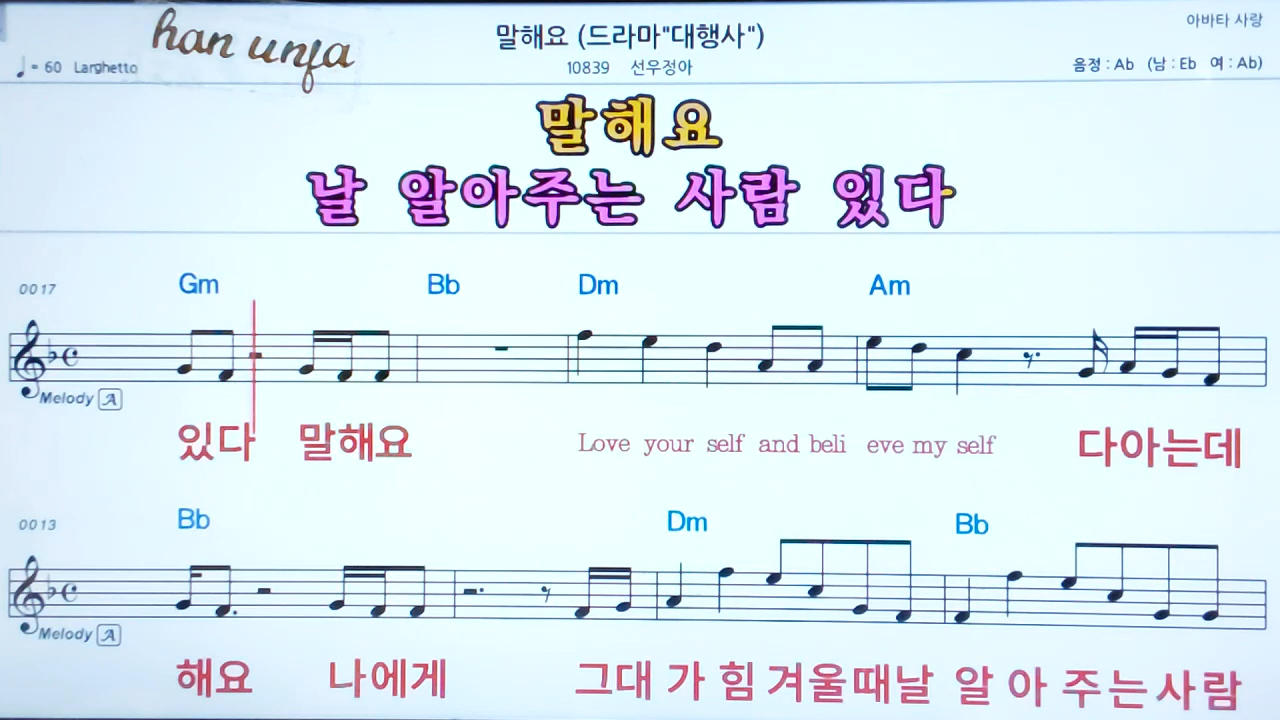 han unfa
말해요 (드라마"대행사")
아바타 사랑
♩= 60 Larghetto
10839 선우정아
음정 : Ab (남 : Eb 여 : Ab)
말해요
날 알아주는 사람 있다
0017
Gm Bb Dm Am
Melody A
있다 말해요 Love your self and beli eve my self 다아는데
0013
Bb Dm Bb
Melody A
해요 나에게 그대 가 힘 겨울때날 알 아 주 는 사 람